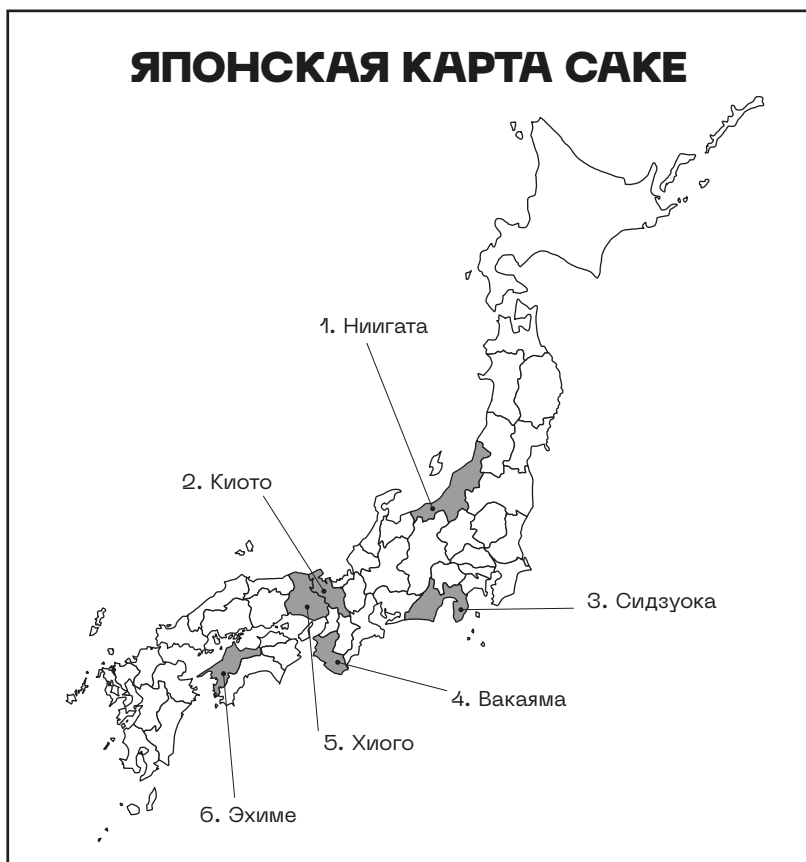 ЯПОНСКАЯ КАРТА САКЕ
1. Ниигата
2. Киото
3. Сидзуока
4. Вакаяма
5. Хиого
6. Эхиме